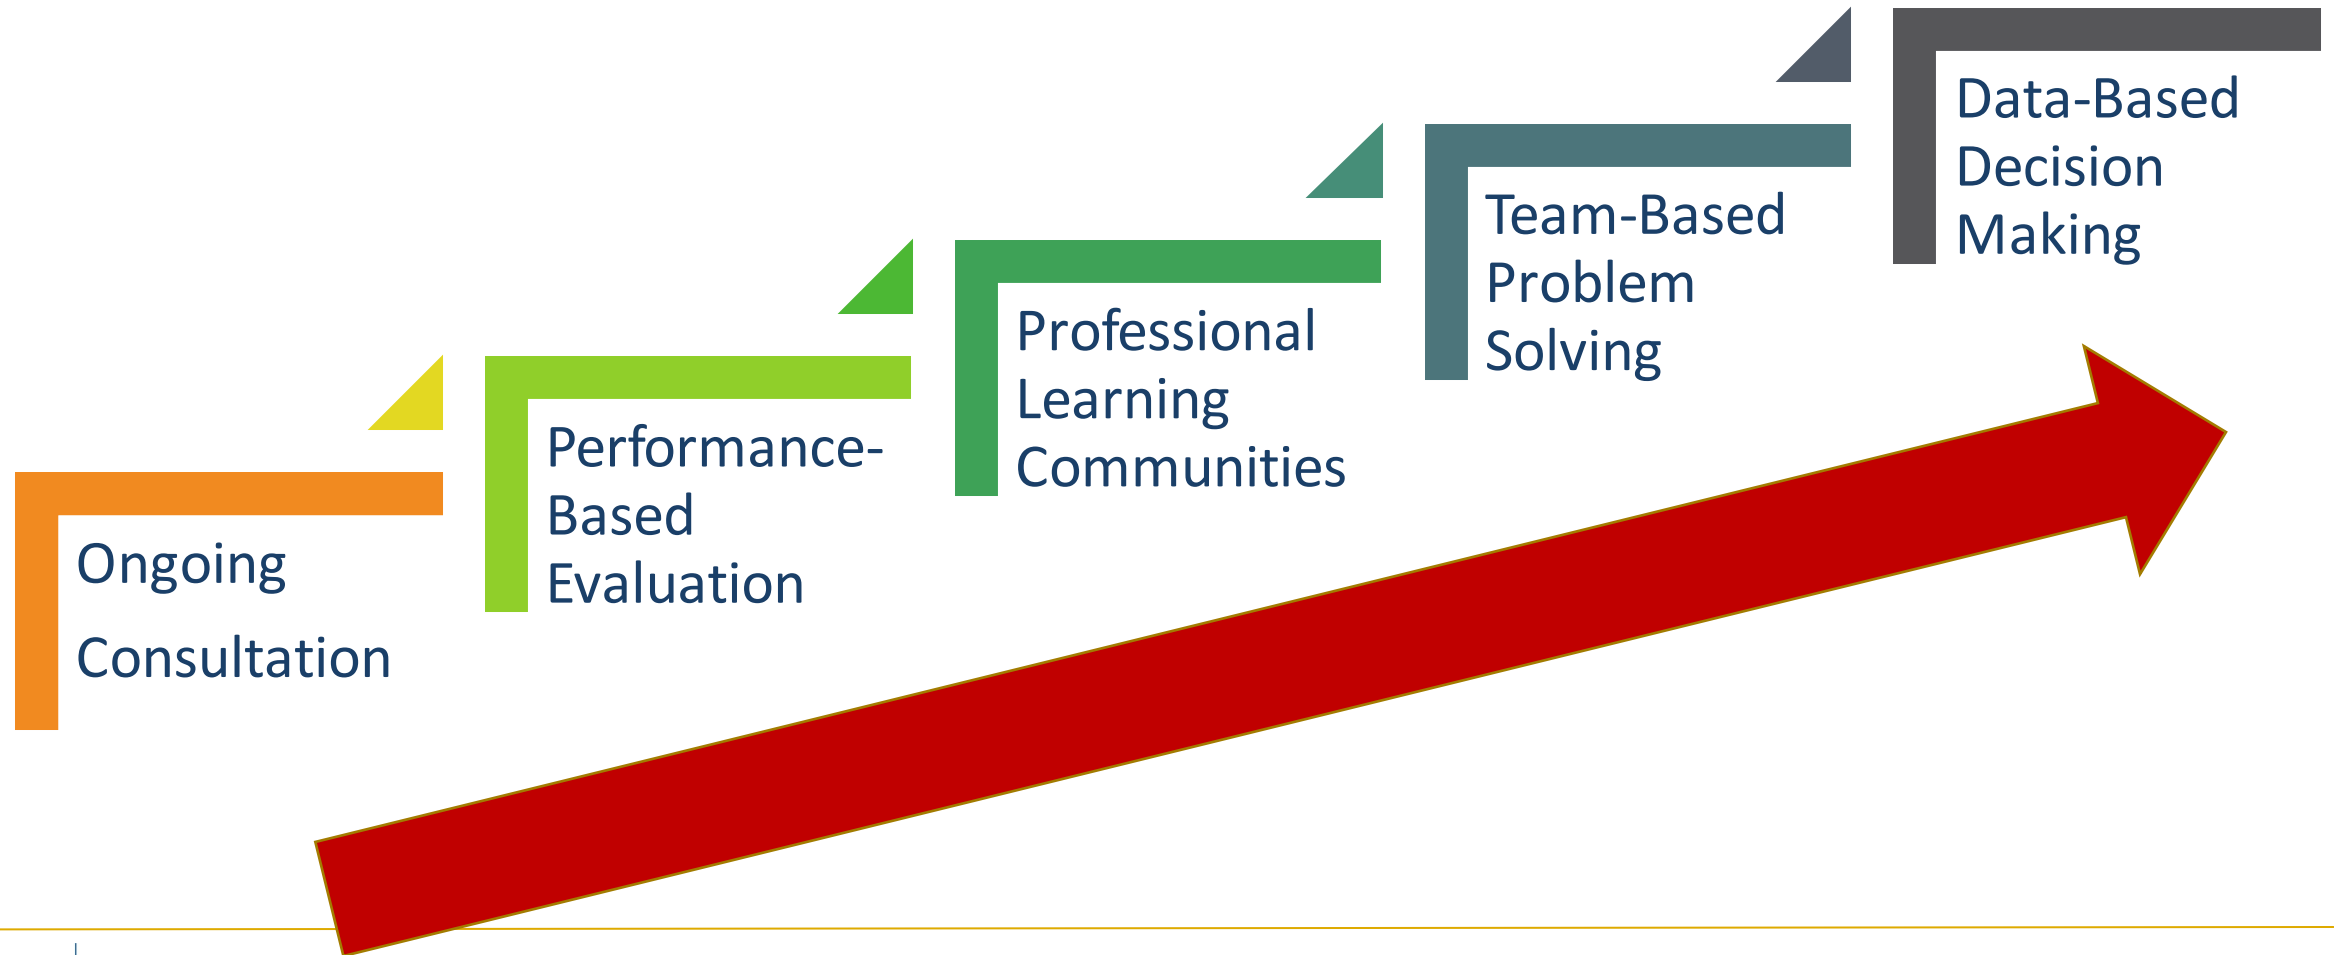 Ongoing
Consultation
Performance-
Based
Evaluation
Professional
Learning
Communities
Team-Based
Problem
Solving
Data-Based
Decision
Making